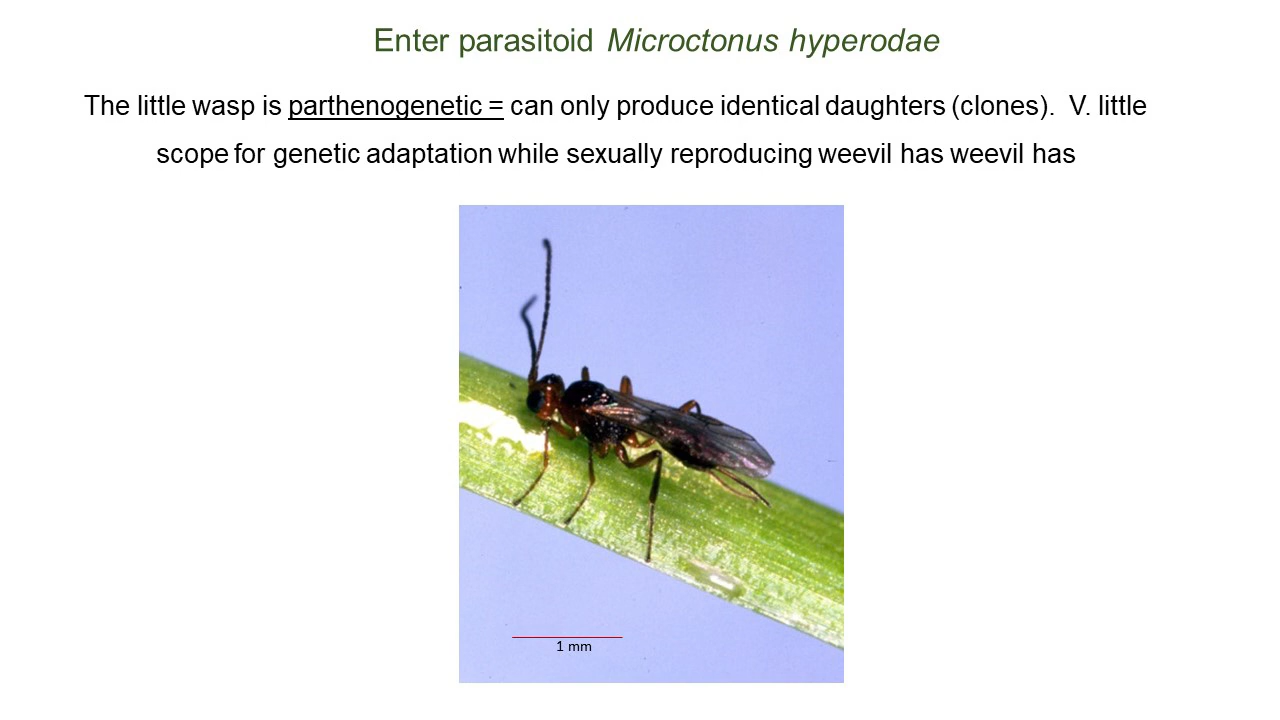 Enter parasitoid Microctonus hyperodae
The little wasp is parthenogenetic = can only produce identical daughters (clones). V. little
scope for genetic adaptation while sexually reproducing weevil has weevil has
1 mm